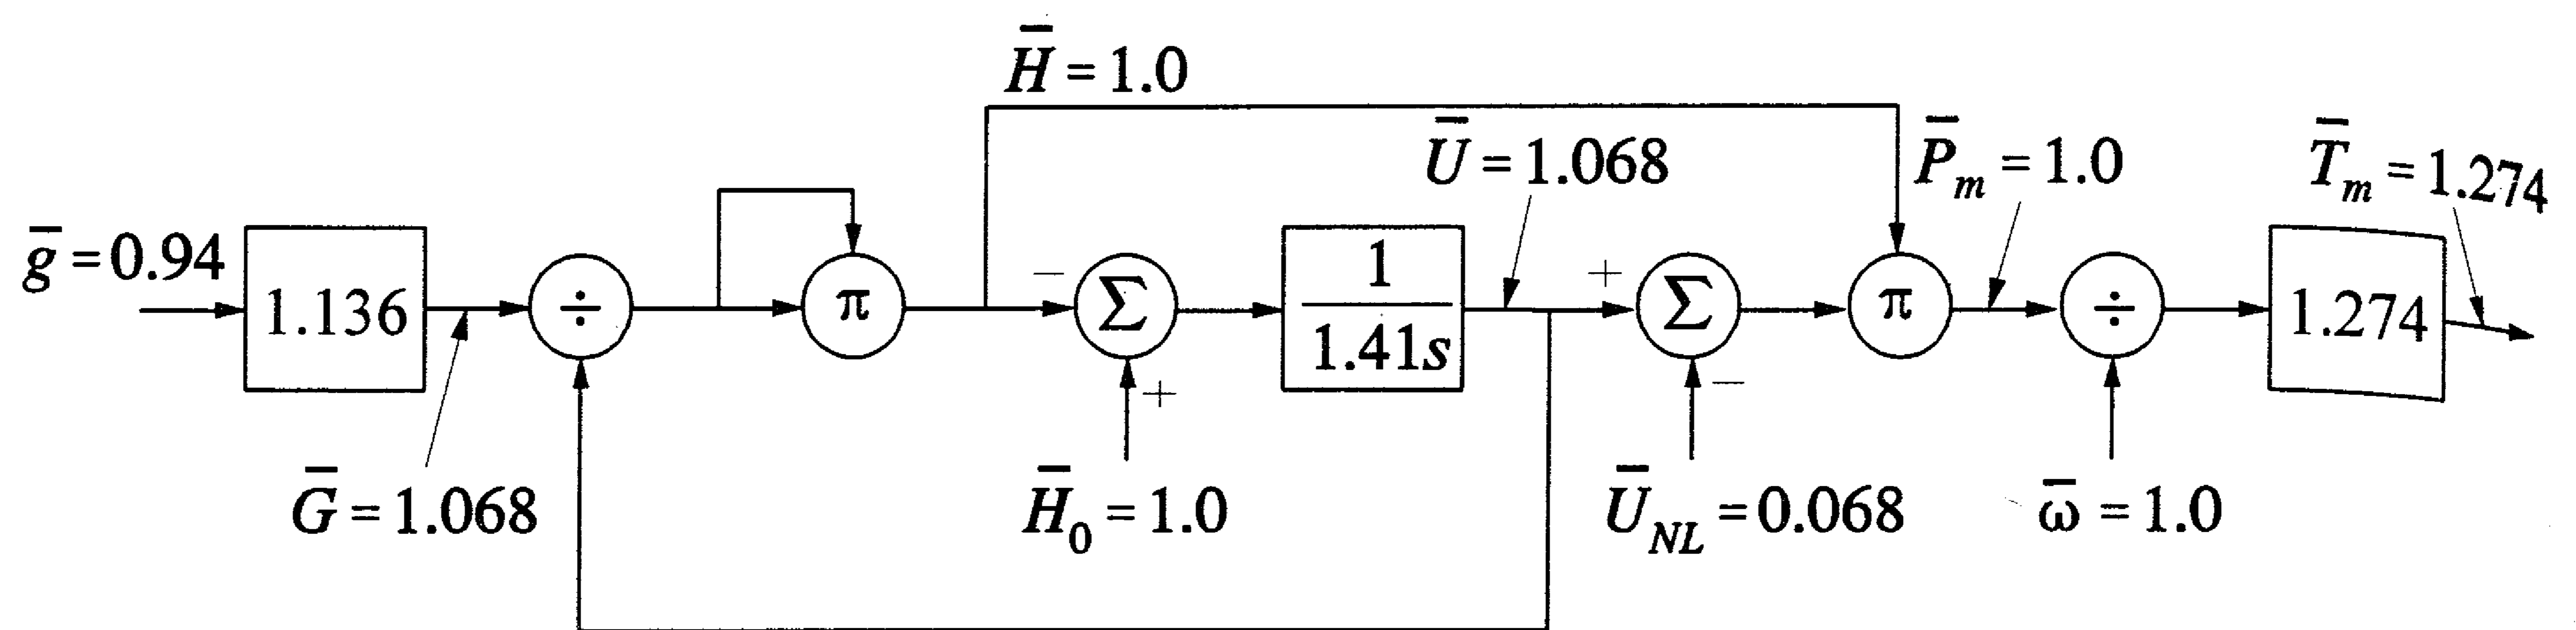 H̅ = 1.0
U̅ = 1.068
P̅ₘ = 1.0
T̅ₘ = 1.274
g̅ = 0.94
1.136
÷
π
−
Σ
+
1
1.41s
+
Σ
−
π
÷
1.274
G̅ = 1.068
H̅₀ = 1.0
U̅_NL = 0.068
ω̅ = 1.0